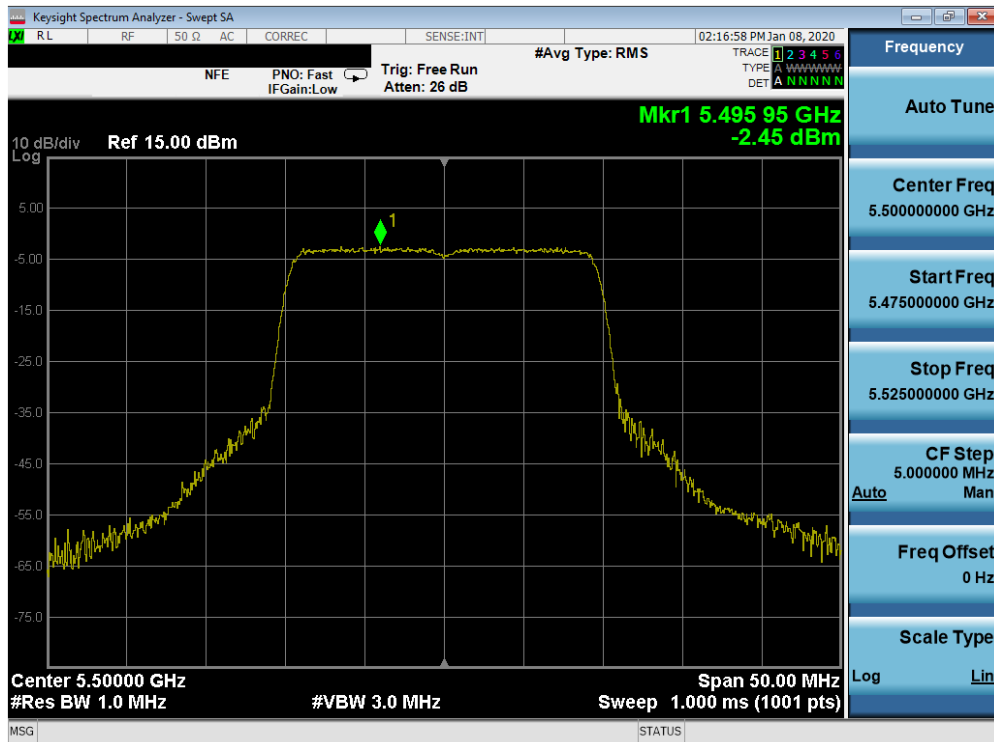 Keysight Spectrum Analyzer - Swept SA
LXI RL RF 50 Ω AC CORREC SENSE:INT 02:16:58 PM Jan 08, 2020
NFE PNO: Fast Trig: Free Run #Avg Type: RMS TRACE 1 2 3 4 5 6
IFGain:Low Atten: 26 dB TYPE A WWWWW
DET A N N N N N
Mkr1 5.495 95 GHz
-2.45 dBm
10 dB/div Ref 15.00 dBm
Log
5.00
-5.00
-15.0
-25.0
-35.0
-45.0
-55.0
-65.0
-75.0
1
Center 5.50000 GHz Span 50.00 MHz
#Res BW 1.0 MHz #VBW 3.0 MHz Sweep 1.000 ms (1001 pts)
MSG STATUS
Frequency
Auto Tune
Center Freq
5.500000000 GHz
Start Freq
5.475000000 GHz
Stop Freq
5.525000000 GHz
CF Step
5.000000 MHz
Auto Man
Freq Offset
0 Hz
Scale Type
Log Lin